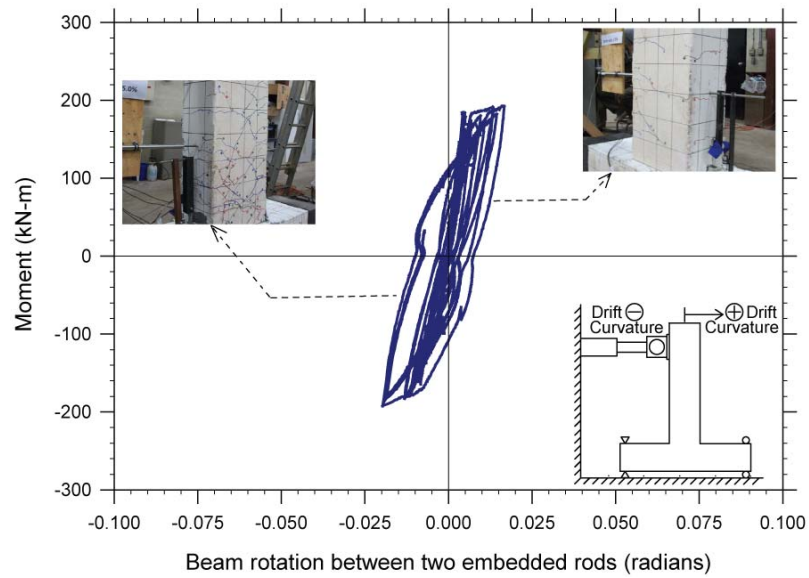 300
200
100
0
-100
-200
-300
Moment (kN-m)
5.0%
Drift ⊖
Curvature
⊕ Drift
Curvature
-0.100
-0.075
-0.050
-0.025
0.000
0.025
0.050
0.075
0.100
Beam rotation between two embedded rods (radians)